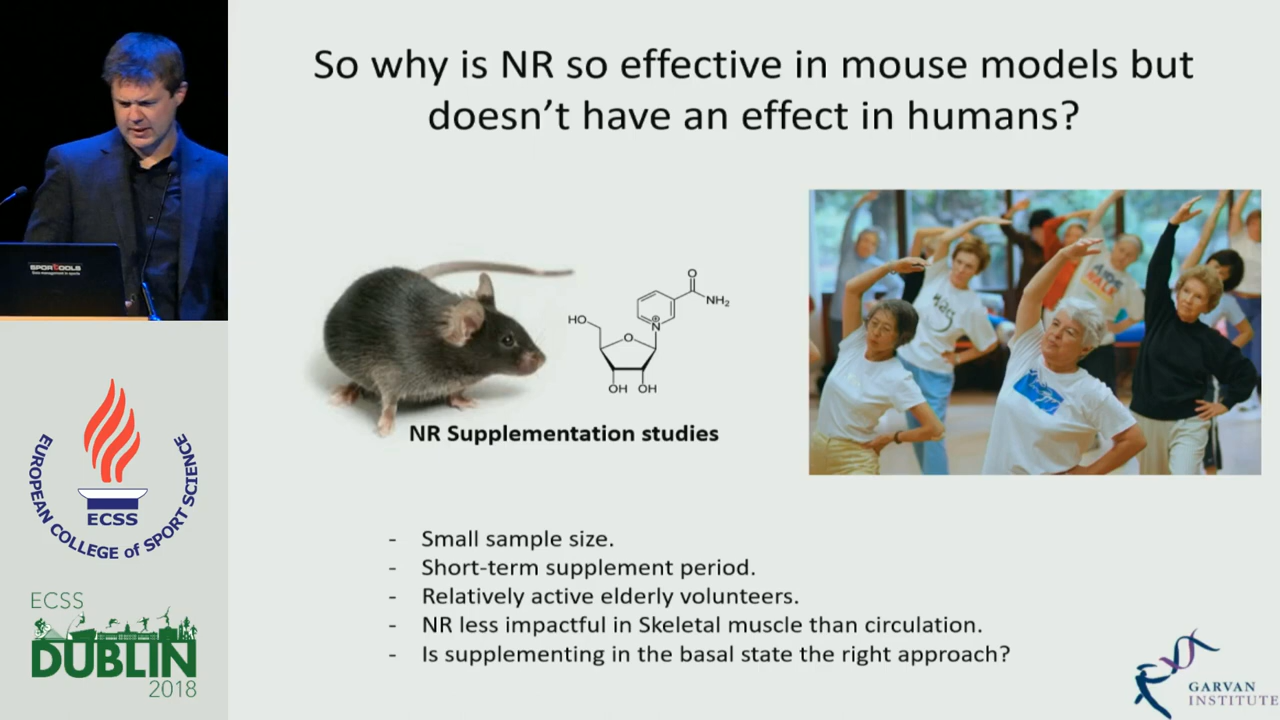 So why is NR so effective in mouse models but
doesn't have an effect in humans?
HO
O
NH₂
N
⊕
O
OH OH
NR Supplementation studies
- Small sample size.
- Short-term supplement period.
- Relatively active elderly volunteers.
- NR less impactful in Skeletal muscle than circulation.
- Is supplementing in the basal state the right approach?
GARVAN
INSTITUTE
EUROPEAN COLLEGE of SPORT SCIENCE
ECSS
ECSS
DUBLIN
2018